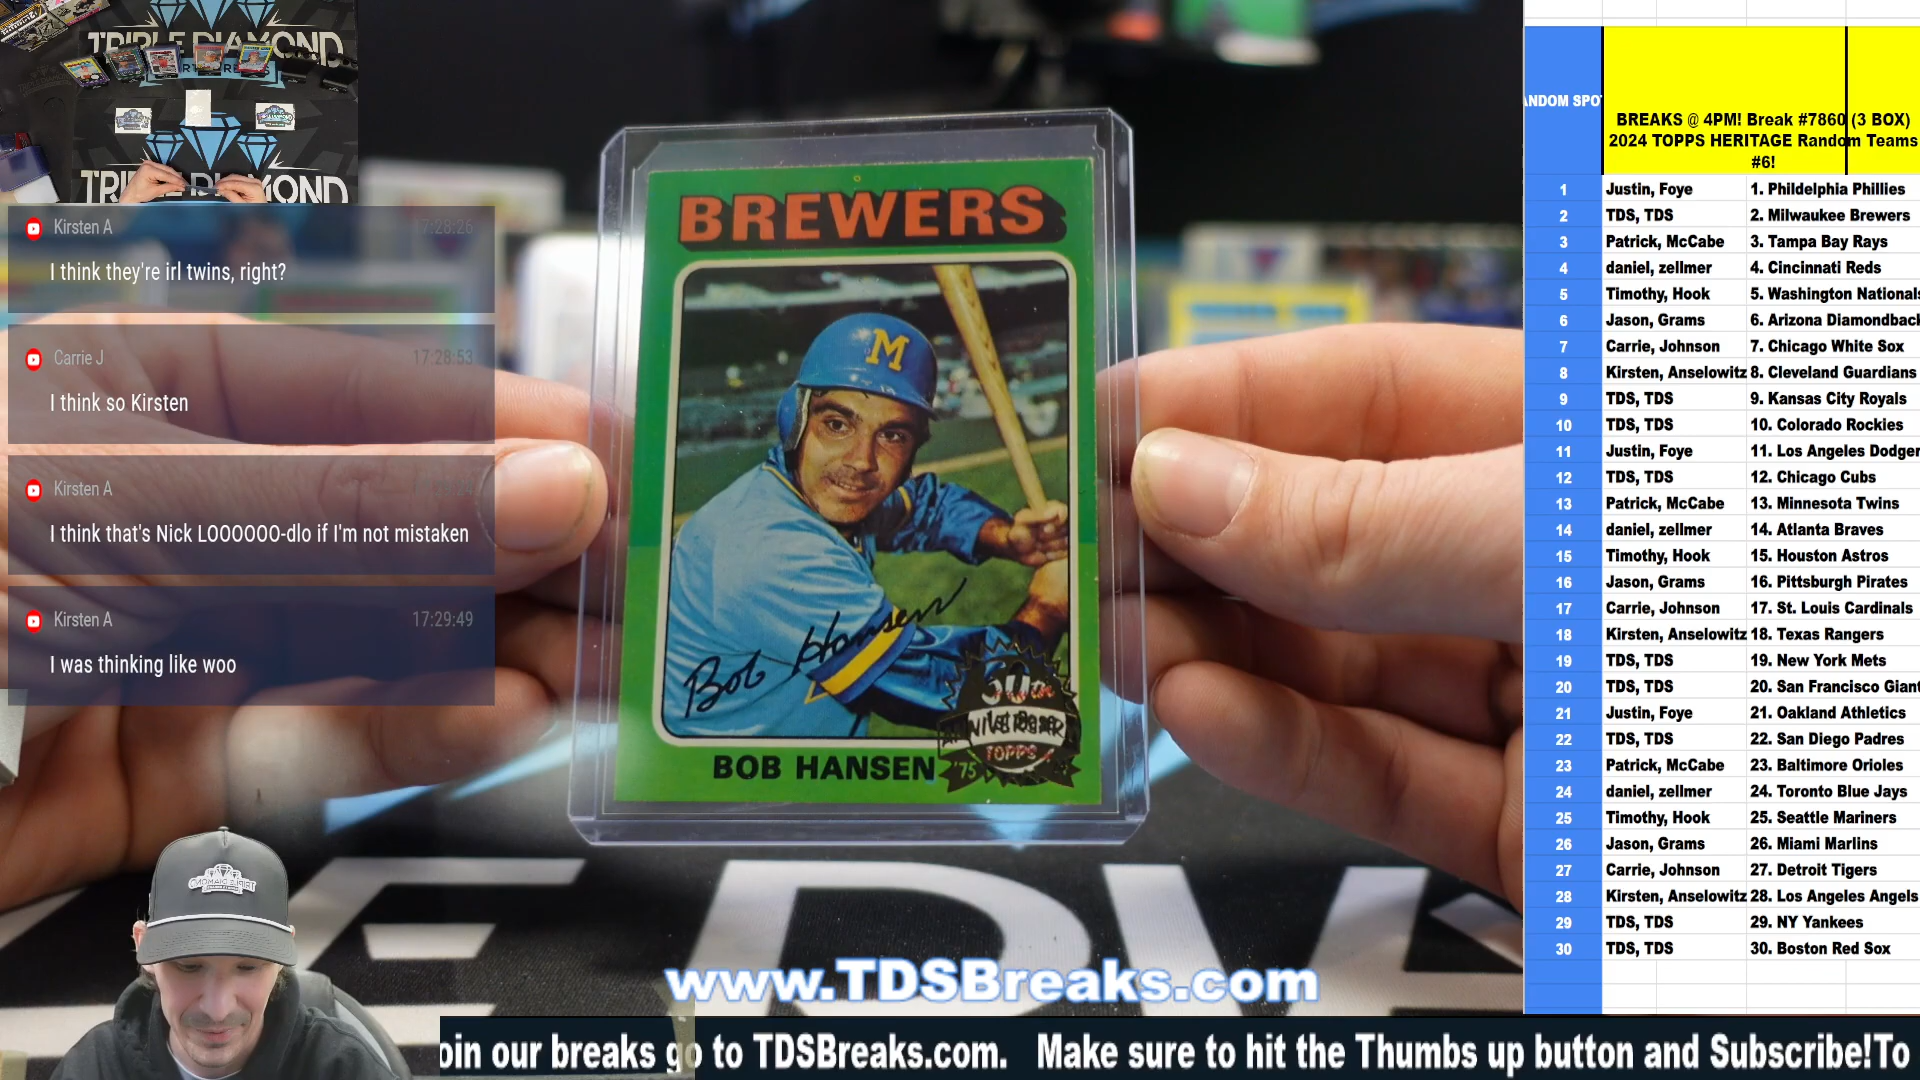 TRIPLE DIAMOND
TRIPLE DIAMOND
Kirsten A 17:28:26
I think they're irl twins, right?
Carrie J 17:28:53
I think so Kirsten
Kirsten A
I think that's Nick LOOOOOO-dlo if I'm not mistaken
Kirsten A 17:29:49
I was thinking like woo
BREWERS
M
Bob Hansen
50
ANNIVERSARY
TOPPS
'75
BOB HANSEN
www.TDSBreaks.com
oin our breaks go to TDSBreaks.com. Make sure to hit the Thumbs up button and Subscribe!To
ANDOM SPO
BREAKS @ 4PM! Break #7860 (3 BOX)
2024 TOPPS HERITAGE Random Teams
#6!
1 Justin, Foye 1. Phildelphia Phillies
2 TDS, TDS 2. Milwaukee Brewers
3 Patrick, McCabe 3. Tampa Bay Rays
4 daniel, zellmer 4. Cincinnati Reds
5 Timothy, Hook 5. Washington Nationals
6 Jason, Grams 6. Arizona Diamondback
7 Carrie, Johnson 7. Chicago White Sox
8 Kirsten, Anselowitz 8. Cleveland Guardians
9 TDS, TDS 9. Kansas City Royals
10 TDS, TDS 10. Colorado Rockies
11 Justin, Foye 11. Los Angeles Dodger
12 TDS, TDS 12. Chicago Cubs
13 Patrick, McCabe 13. Minnesota Twins
14 daniel, zellmer 14. Atlanta Braves
15 Timothy, Hook 15. Houston Astros
16 Jason, Grams 16. Pittsburgh Pirates
17 Carrie, Johnson 17. St. Louis Cardinals
18 Kirsten, Anselowitz 18. Texas Rangers
19 TDS, TDS 19. New York Mets
20 TDS, TDS 20. San Francisco Giant
21 Justin, Foye 21. Oakland Athletics
22 TDS, TDS 22. San Diego Padres
23 Patrick, McCabe 23. Baltimore Orioles
24 daniel, zellmer 24. Toronto Blue Jays
25 Timothy, Hook 25. Seattle Mariners
26 Jason, Grams 26. Miami Marlins
27 Carrie, Johnson 27. Detroit Tigers
28 Kirsten, Anselowitz 28. Los Angeles Angels
29 TDS, TDS 29. NY Yankees
30 TDS, TDS 30. Boston Red Sox